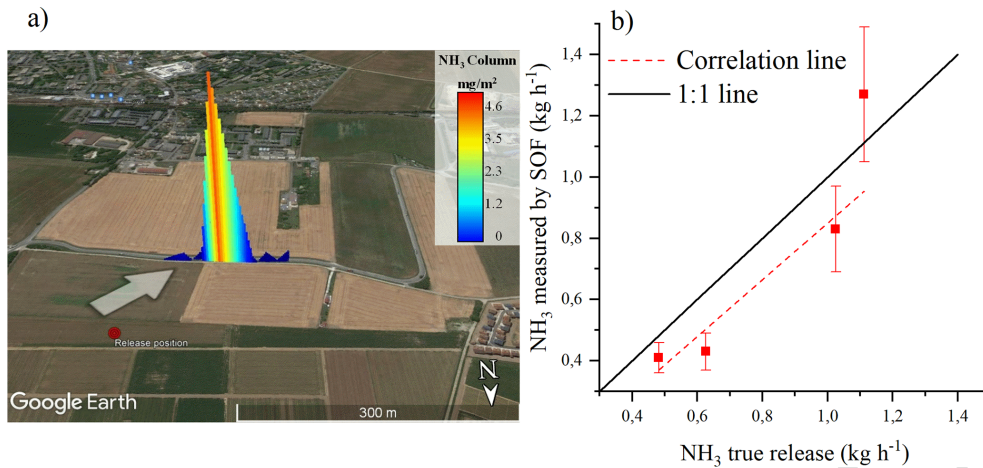 a)
NH₃ Column
mg/m²
4.6
3.5
2.3
1.2
0
Release position
N
Google Earth
300 m
b)
NH₃ measured by SOF (kg h⁻¹)
1,4
1,2
1,0
0,8
0,6
0,4
Correlation line
1:1 line
0,4 0,6 0,8 1,0 1,2 1,4
NH₃ true release (kg h⁻¹)